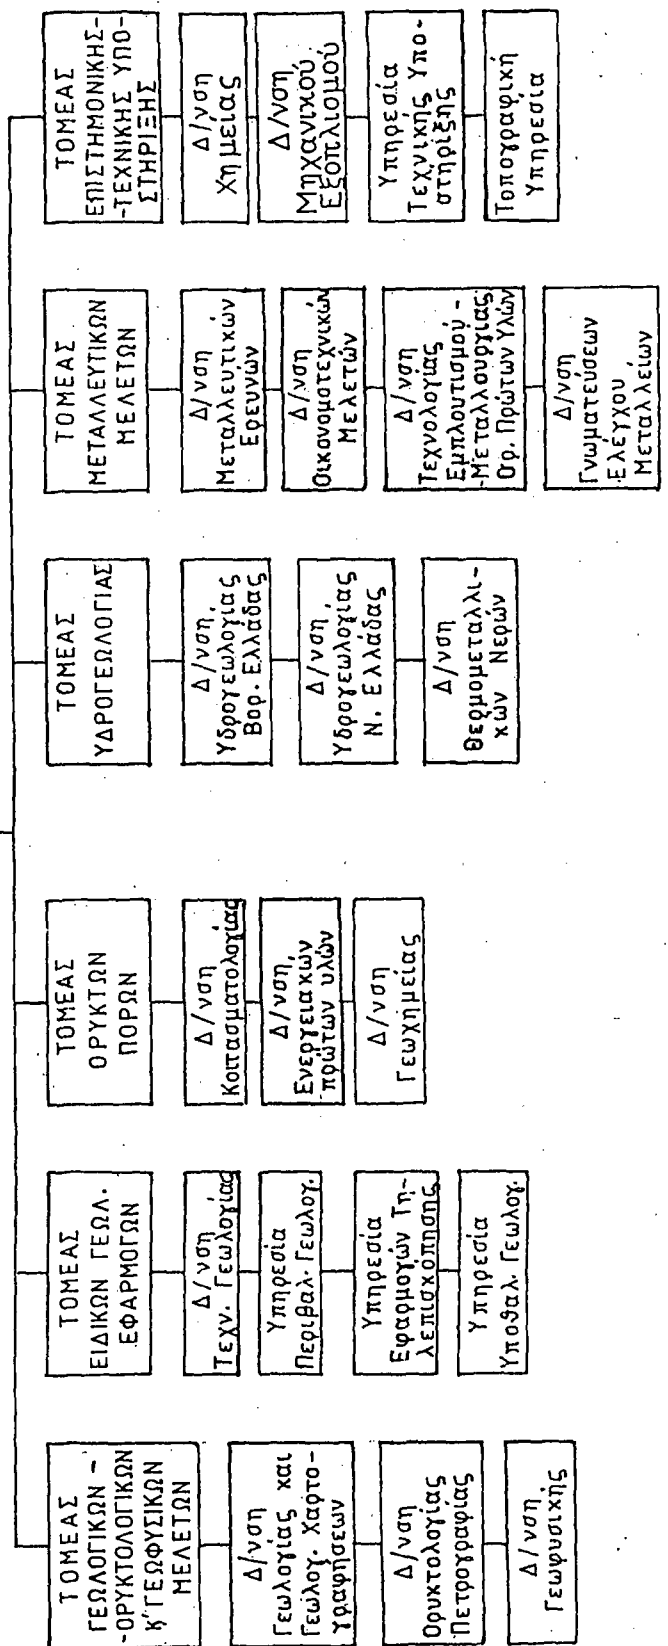 ΤΟΜΕΑΣ
ΓΕΩΛΟΓΙΚΩΝ -
-ΟΡΥΚΤΟΛΟΓΙΚΩΝ
Κ'ΓΕΩΦΥΣΙΚΩΝ
ΜΕΛΕΤΩΝ
Δ/νση
Γεωλογίας και
Γεωλογ. Χαρτο-
γραφήσεων
Δ/νση
Ορυκτολογίας
Πετρογραφίας
Δ/νση
Γεωφυσικής
ΤΟΜΕΑΣ
ΕΙΔΙΚΩΝ ΓΕΩΛ.
ΕΦΑΡΜΟΓΩΝ
Δ/νση
Τεχν. Γεωλογίας
Υπηρεσία
Περιβαλ. Γεωλογ.
Υπηρεσία
Εφαρμογών Τη-
λεπισκόπησης
Υπηρεσία
Υποθαλ. Γεωλογ.
ΤΟΜΕΑΣ
ΟΡΥΚΤΩΝ
ΠΟΡΩΝ
Δ/νση
Κοιτασματολογίας
Δ/νση,
Ενεργειακών
πρώτων υλών
Δ/νση
Γεωχημείας
ΤΟΜΕΑΣ
ΥΔΡΟΓΕΩΛΟΓΙΑΣ
Δ/νση,
Υδρογεωλογίας
Βορ. Ελλάδας
Δ/νση,
Υδρογεωλογίας
Ν. Ελλάδας
Δ/νση
Θερμομεταλλι-
κών Νερών
ΤΟΜΕΑΣ
ΜΕΤΑΛΛΕΥΤΙΚΩΝ
ΜΕΛΕΤΩΝ
Δ/νση
Μεταλλευτικών
Ερευνών
Δ/νση
Οικονομοτεχνικών
Μελετών
Δ/νση
Τεχνολογίας
Εμπλουτισμού -
-Μεταλλουργίας
Ορ. Πρώτων Υλών
Δ/νση
Γνωματεύσεων
Ελέγχου
Μεταλλείων
ΤΟΜΕΑΣ
ΕΠΙΣΤΗΜΟΝΙΚΗΣ-
-ΤΕΧΝΙΚΗΣ ΥΠΟ-
ΣΤΗΡΙΞΗΣ
Δ/νση
Χημείας
Δ/νση
Μηχανικού
Εξοπλισμού
Υπηρεσία
Τεχνικής Υπο-
στηρίξης
Τοπογραφική
Υπηρεσία